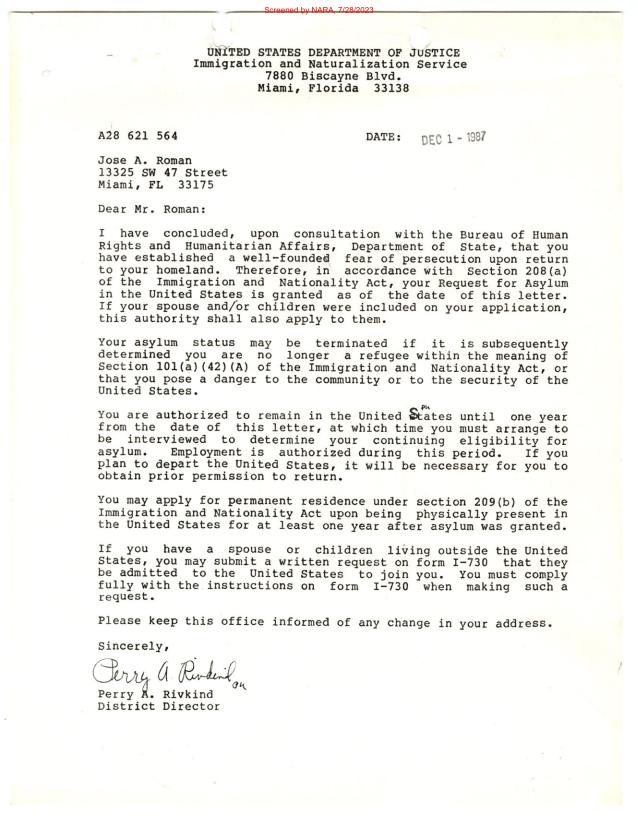 Screened by NARA, 7/28/2023
UNITED STATES DEPARTMENT OF JUSTICE
Immigration and Naturalization Service
7880 Biscayne Blvd.
Miami, Florida 33138
A28 621 564 DATE: DEC 1 - 1987
Jose A. Roman
13325 SW 47 Street
Miami, FL 33175
Dear Mr. Roman:
I have concluded, upon consultation with the Bureau of Human
Rights and Humanitarian Affairs, Department of State, that you
have established a well-founded fear of persecution upon return
to your homeland. Therefore, in accordance with Section 208(a)
of the Immigration and Nationality Act, your Request for Asylum
in the United States is granted as of the date of this letter.
If your spouse and/or children were included on your application,
this authority shall also apply to them.
Your asylum status may be terminated if it is subsequently
determined you are no longer a refugee within the meaning of
Section 101(a)(42)(A) of the Immigration and Nationality Act, or
that you pose a danger to the community or to the security of the
United States.
You are authorized to remain in the United States until one year
from the date of this letter, at which time you must arrange to
be interviewed to determine your continuing eligibility for
asylum. Employment is authorized during this period. If you
plan to depart the United States, it will be necessary for you to
obtain prior permission to return.
You may apply for permanent residence under section 209(b) of the
Immigration and Nationality Act upon being physically present in
the United States for at least one year after asylum was granted.
If you have a spouse or children living outside the United
States, you may submit a written request on form I-730 that they
be admitted to the United States to join you. You must comply
fully with the instructions on form I-730 when making such a
request.
Please keep this office informed of any change in your address.
Sincerely,
Perry A. Rivkind
Perry A. Rivkind
District Director